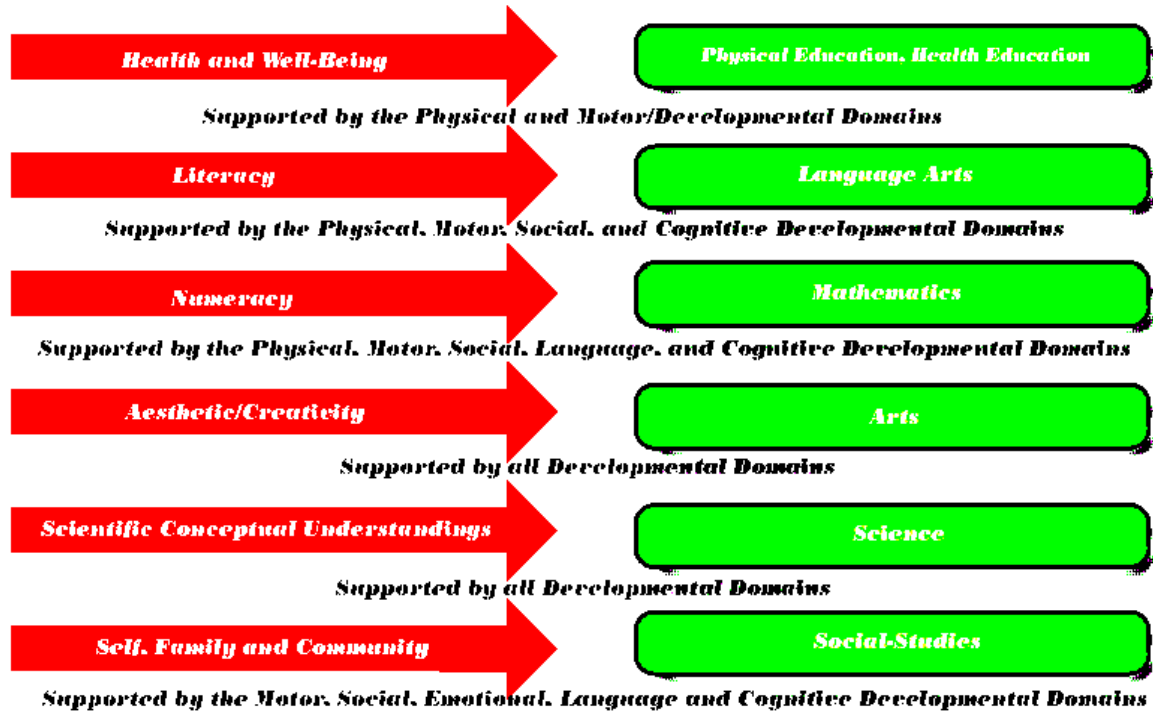 Health and Well-Being
Physical Education, Health Education
Supported by the Physical and Motor/Developmental Domains
Literacy
Language Arts
Supported by the Physical, Motor, Social, and Cognitive Developmental Domains
Numeracy
Mathematics
Supported by the Physical, Motor, Social, Language, and Cognitive Developmental Domains
Aesthetic/Creativity
Arts
Supported by all Developmental Domains
Scientific Conceptual Understandings
Science
Supported by all Developmental Domains
Self, Family and Community
Social-Studies
Supported by the Motor, Social, Emotional, Language and Cognitive Developmental Domains